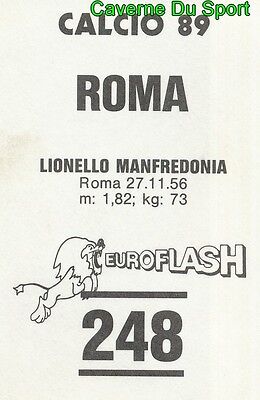 Caverne Du Sport
CALCIO 89
ROMA
LIONELLO MANFREDONIA
Roma 27.11.56
m: 1,82; kg: 73
EUROFLASH
248